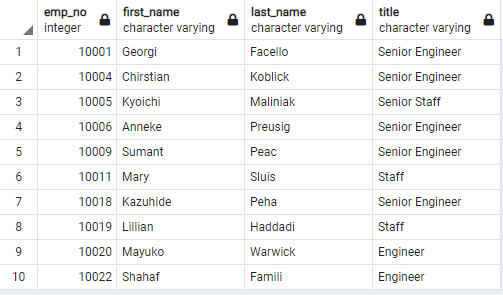 emp_no first_name last_name title
integer character varying character varying character varying
1 10001 Georgi Facello Senior Engineer
2 10004 Chirstian Koblick Senior Engineer
3 10005 Kyoichi Maliniak Senior Staff
4 10006 Anneke Preusig Senior Engineer
5 10009 Sumant Peac Senior Engineer
6 10011 Mary Sluis Staff
7 10018 Kazuhide Peha Senior Engineer
8 10019 Lillian Haddadi Staff
9 10020 Mayuko Warwick Engineer
10 10022 Shahaf Famili Engineer